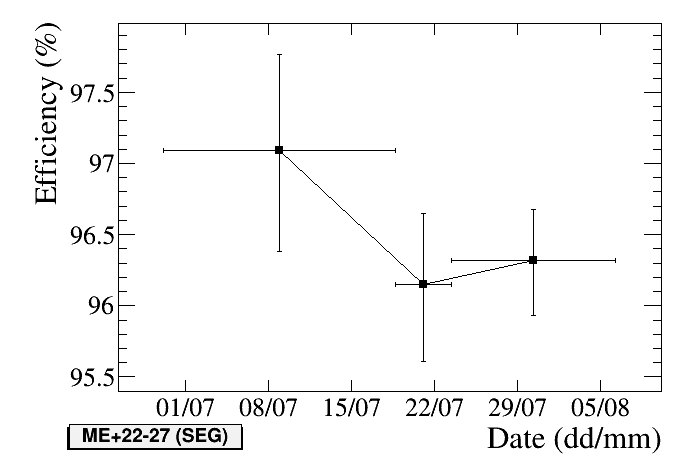 Efficiency (%)
97.5
97
96.5
96
95.5
01/07 08/07 15/07 22/07 29/07 05/08
Date (dd/mm)
ME+22-27 (SEG)